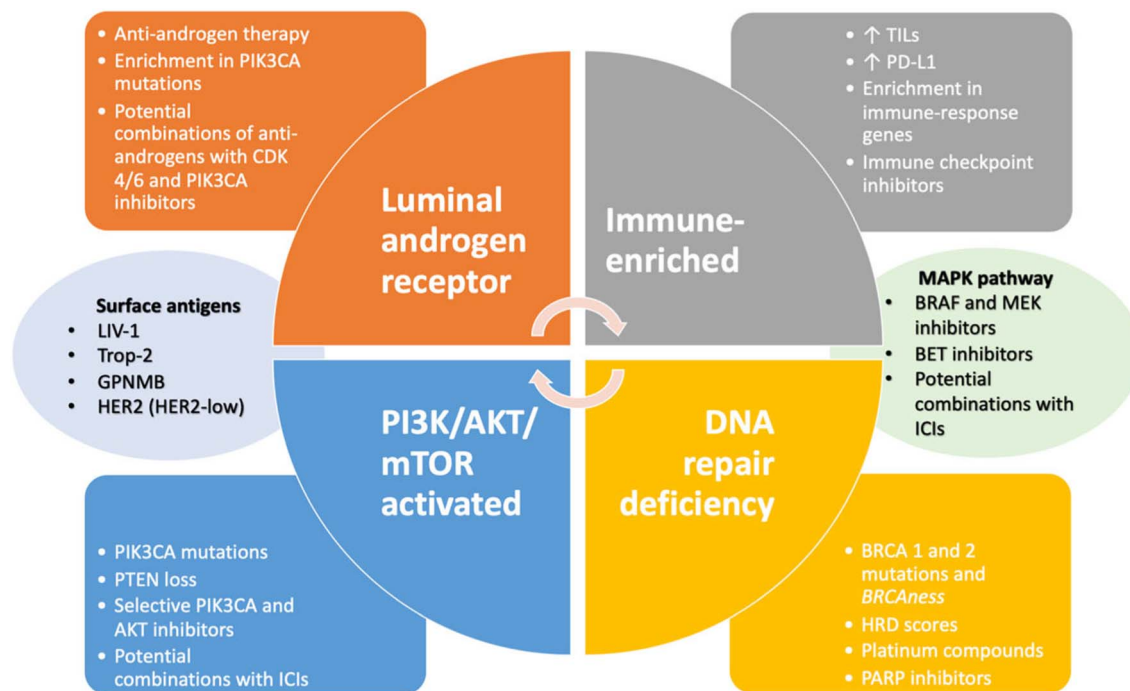 • Anti-androgen therapy
• Enrichment in PIK3CA
mutations
• Potential
combinations of anti-
androgens with CDK
4/6 and PIK3CA
inhibitors
Luminal
androgen
receptor
• ↑ TILs
• ↑ PD-L1
• Enrichment in
immune-response
genes
• Immune checkpoint
inhibitors
Immune-
enriched
Surface antigens
• LIV-1
• Trop-2
• GPNMB
• HER2 (HER2-low)
MAPK pathway
• BRAF and MEK
inhibitors
• BET inhibitors
• Potential
combinations with
ICIs
PI3K/AKT/
mTOR
activated
• PIK3CA mutations
• PTEN loss
• Selective PIK3CA and
AKT inhibitors
• Potential
combinations with ICIs
DNA
repair
deficiency
• BRCA 1 and 2
mutations and
BRCAness
• HRD scores
• Platinum compounds
• PARP inhibitors